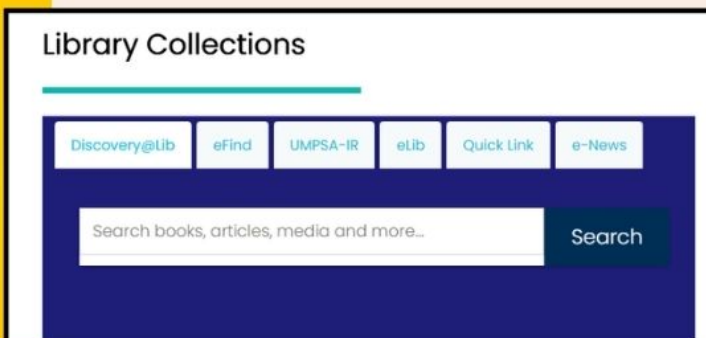 Library Collections
Discovery@Lib eFind UMPSA-IR eLib Quick Link e-News
Search books, articles, media and more... Search